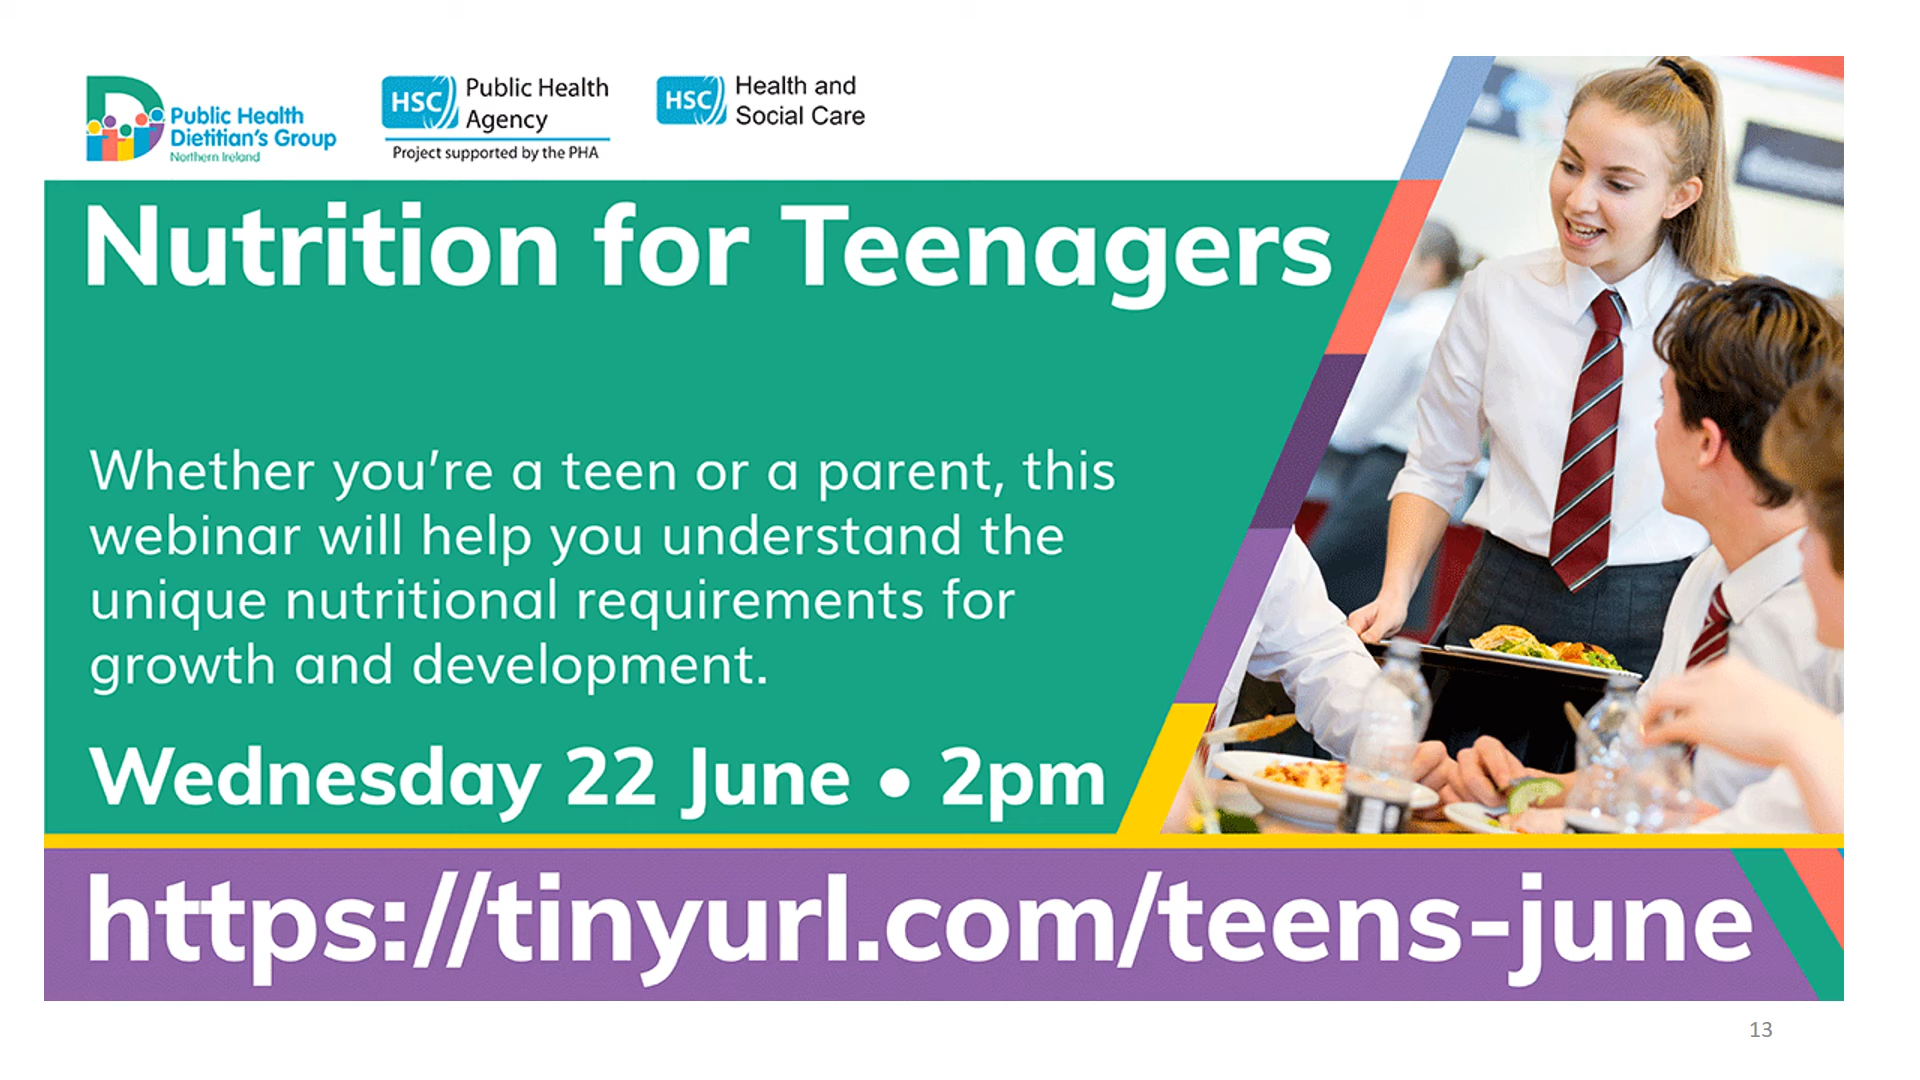 Public Health
Dietitian's Group
Northern Ireland
HSC
Public Health
Agency
Project supported by the PHA
HSC
Health and
Social Care
Nutrition for Teenagers
Whether you're a teen or a parent, this
webinar will help you understand the
unique nutritional requirements for
growth and development.
Wednesday 22 June • 2pm
https://tinyurl.com/teens-june
13